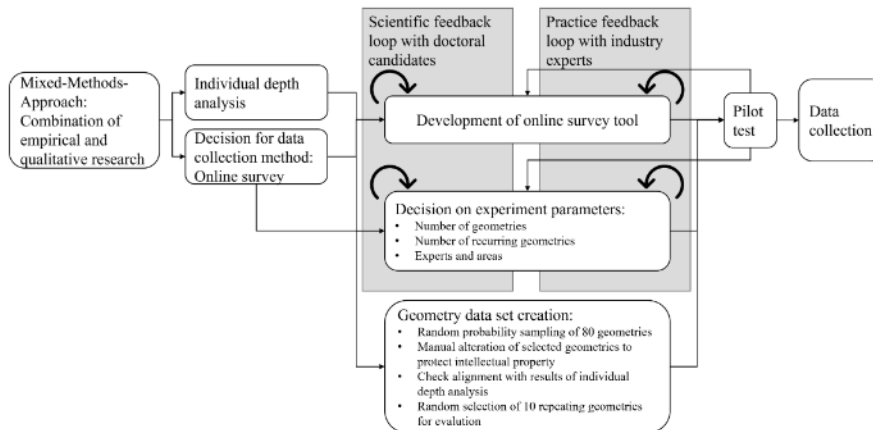 Scientific feedback
loop with doctoral
candidates
Practice feedback
loop with industry
experts
Mixed-Methods-
Approach:
Combination of
empirical and
qualitative research
Individual depth
analysis
Decision for data
collection method:
Online survey
Development of online survey tool
Pilot
test
Data
collection
Decision on experiment parameters:
• Number of geometries
• Number of recurring geometries
• Experts and areas
Geometry data set creation:
• Random probability sampling of 80 geometries
• Manual alteration of selected geometries to
protect intellectual property
• Check alignment with results of individual
depth analysis
• Random selection of 10 repeating geometries
for evalution